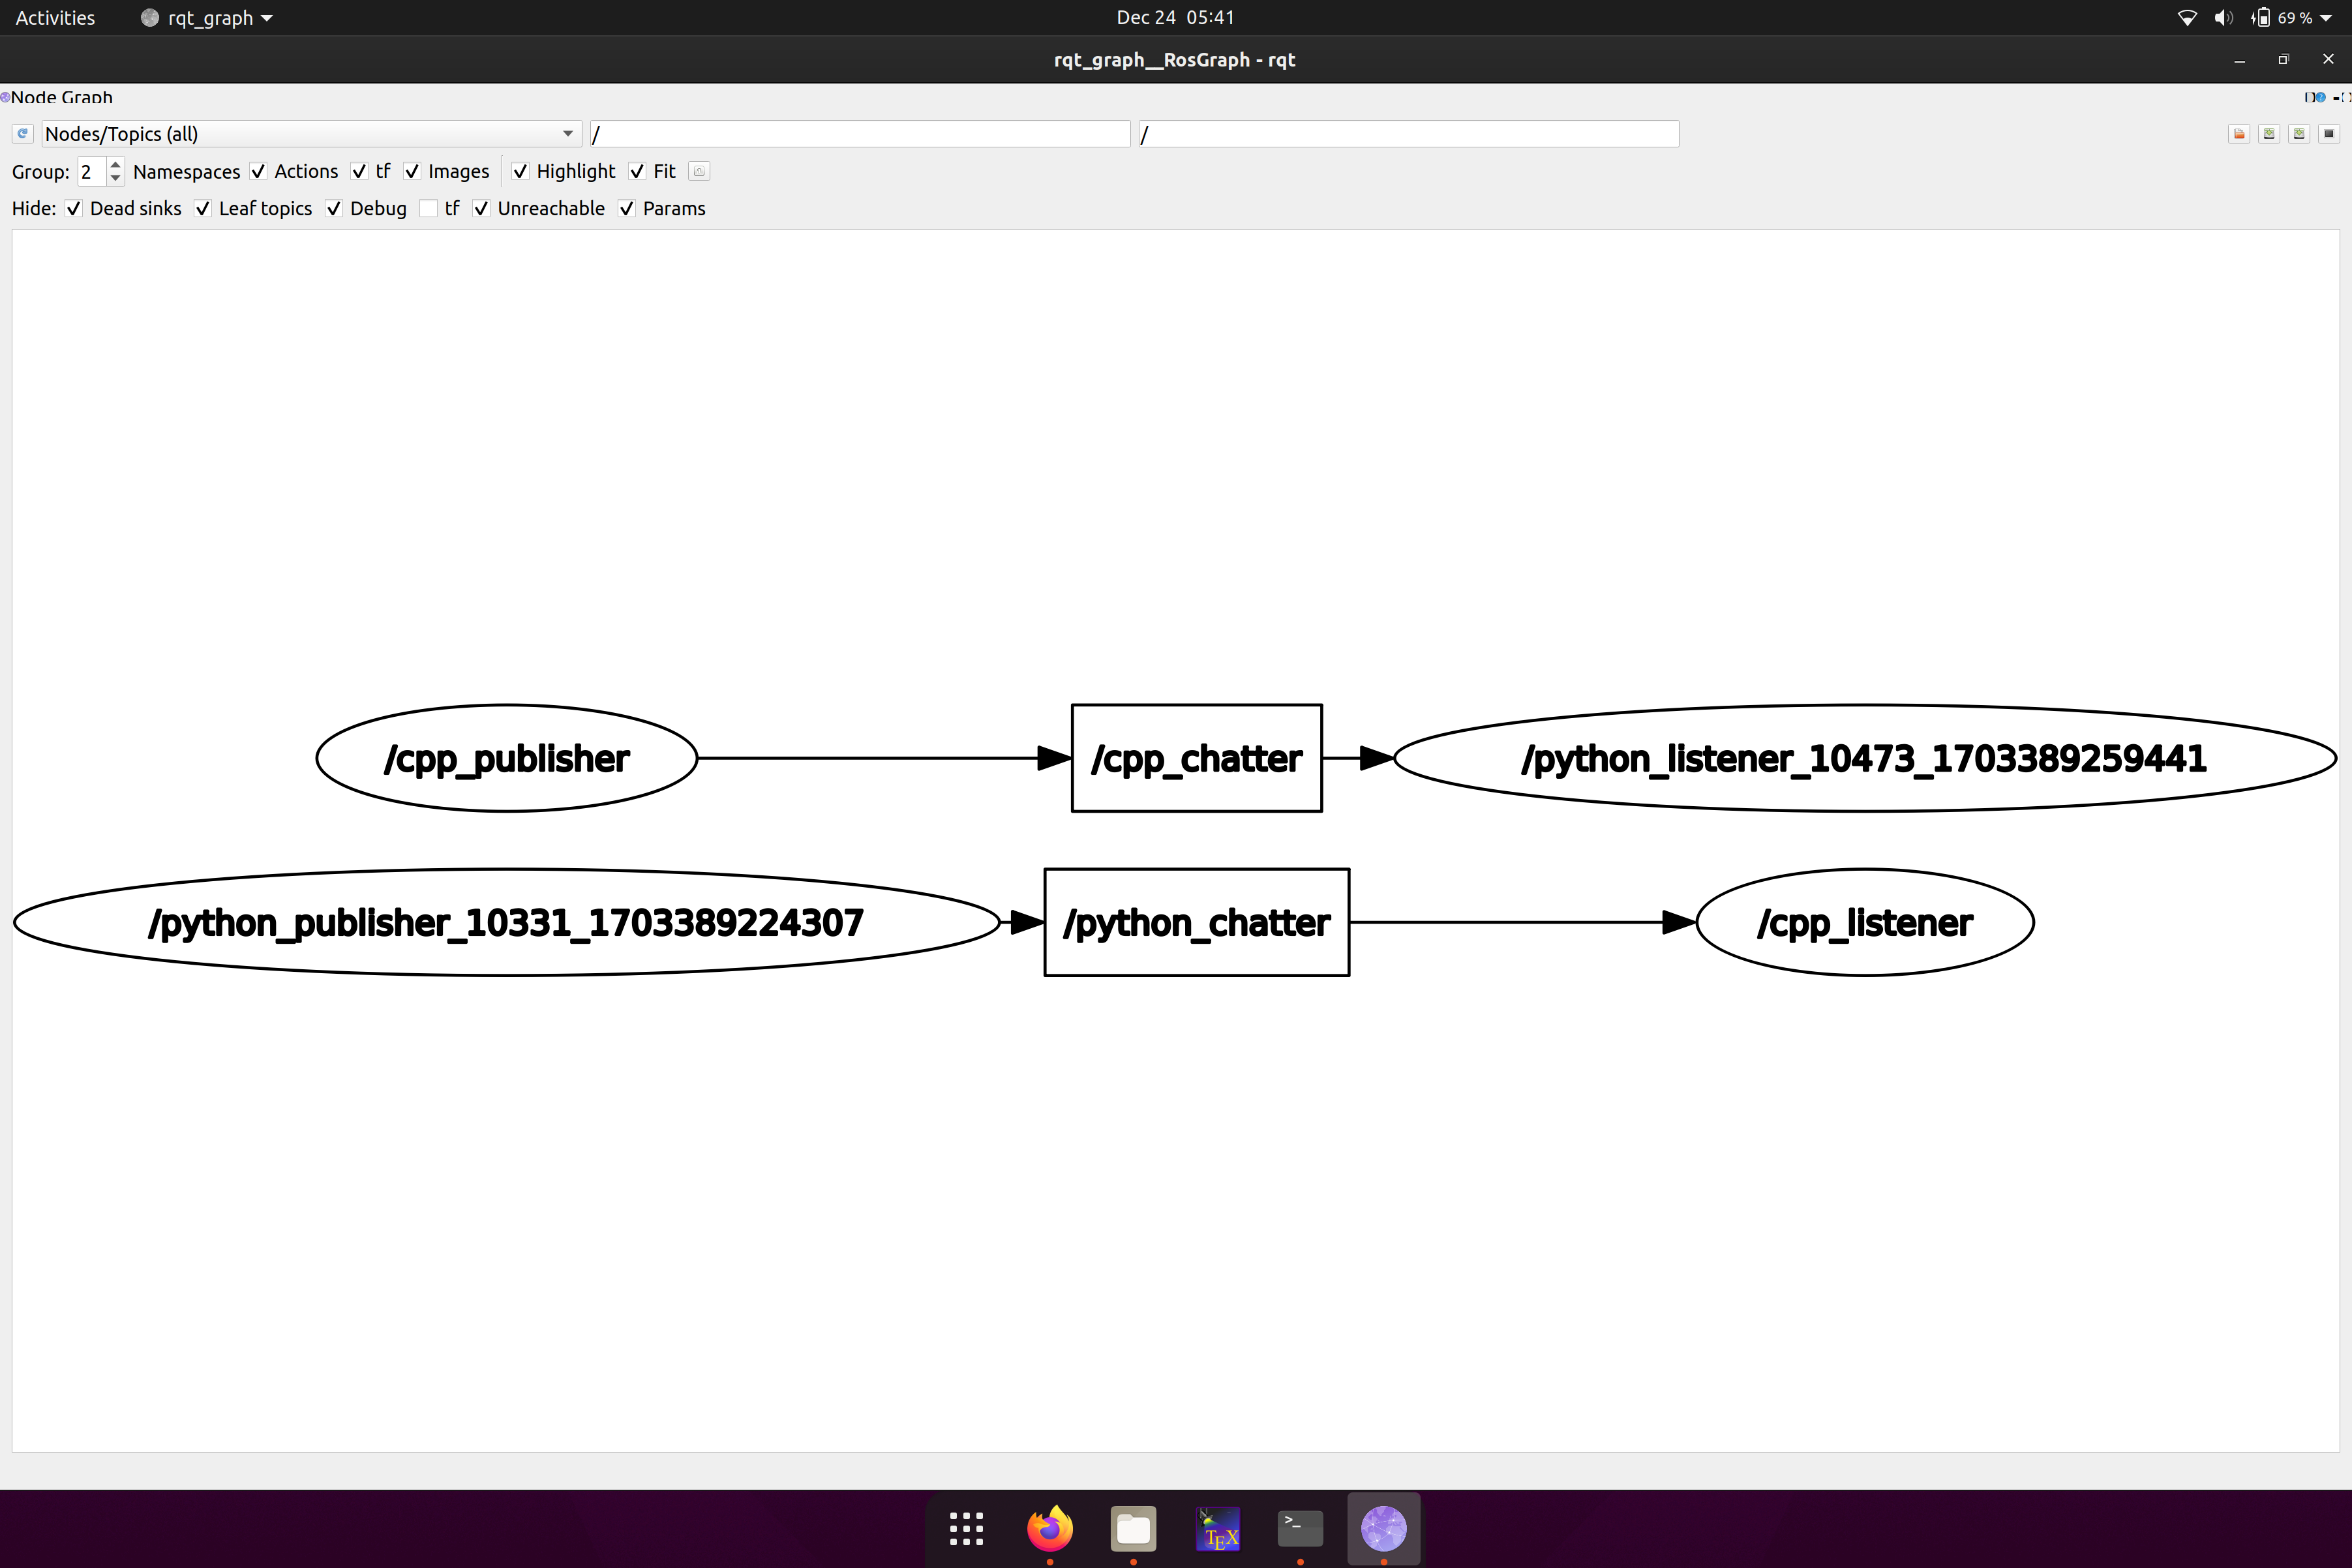 Activities rqt_graph Dec 24 05:41 69 %
rqt_graph__RosGraph - rqt
Node Graph
Nodes/Topics (all) / /
Group: 2 Namespaces Actions tf Images Highlight Fit
Hide: Dead sinks Leaf topics Debug tf Unreachable Params
/cpp_publisher /cpp_chatter /python_listener_10473_1703389259441
/python_publisher_10331_1703389224307 /python_chatter /cpp_listener
>_
TEX